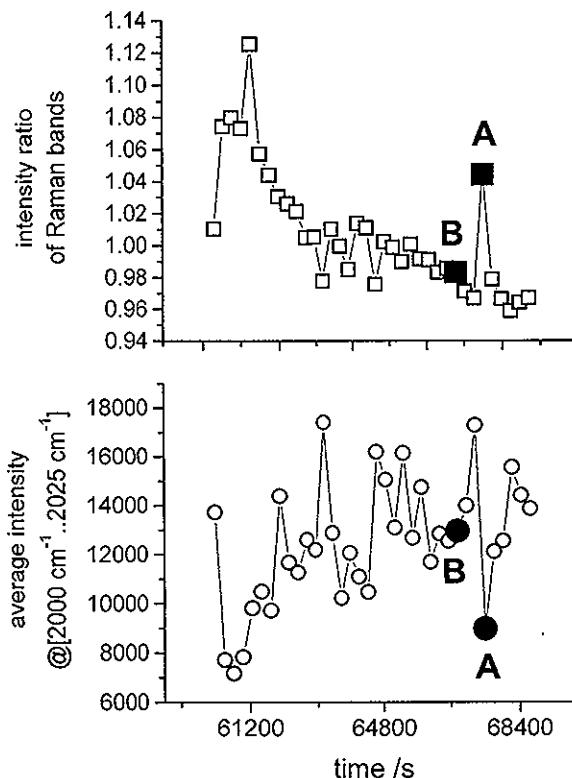 intensity ratio
of Raman bands
1.14
1.12
1.10
1.08
1.06
1.04
1.02
1.00
0.98
0.96
0.94
A
B
average intensity
@[2000 cm⁻¹..2025 cm⁻¹]
18000
16000
14000
12000
10000
8000
6000
B
A
61200 64800 68400
time /s